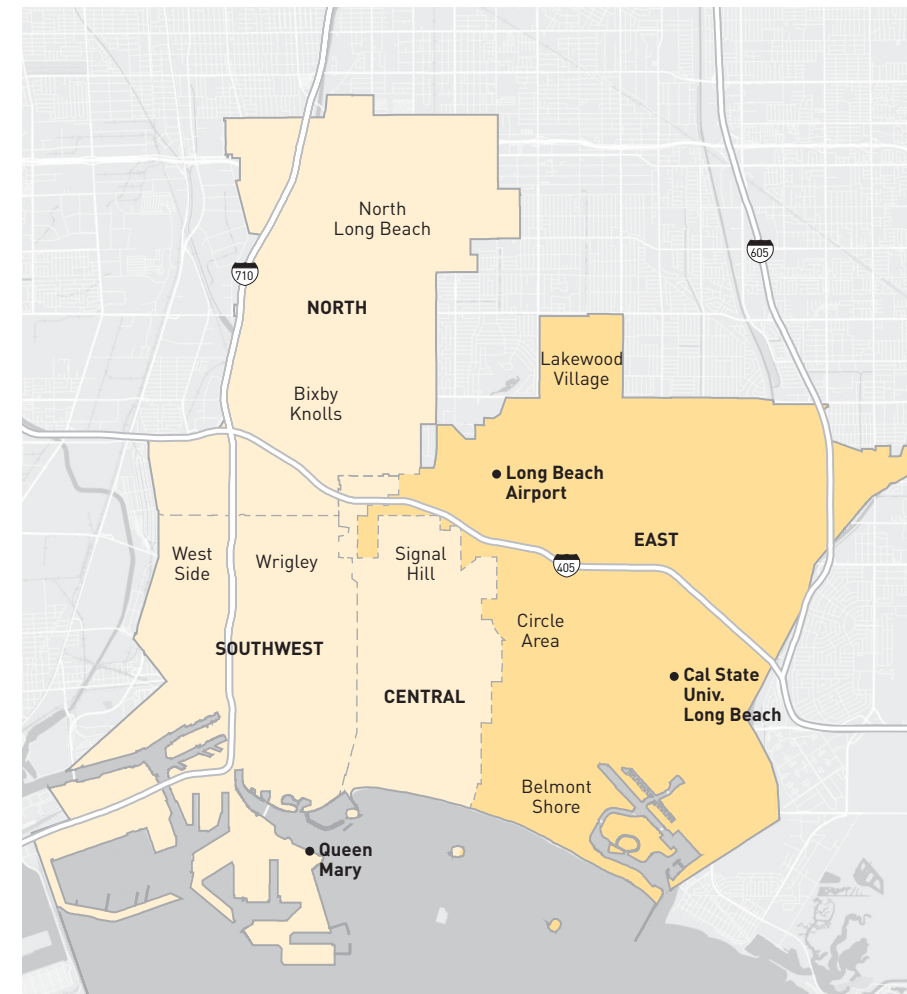 North
Long Beach
605
710
NORTH
Lakewood
Village
Bixby
Knolls
Long Beach
Airport
EAST
West
Side
Wrigley
Signal
Hill
405
Circle
Area
SOUTHWEST
CENTRAL
Cal State
Univ.
Long Beach
Belmont
Shore
Queen
Mary